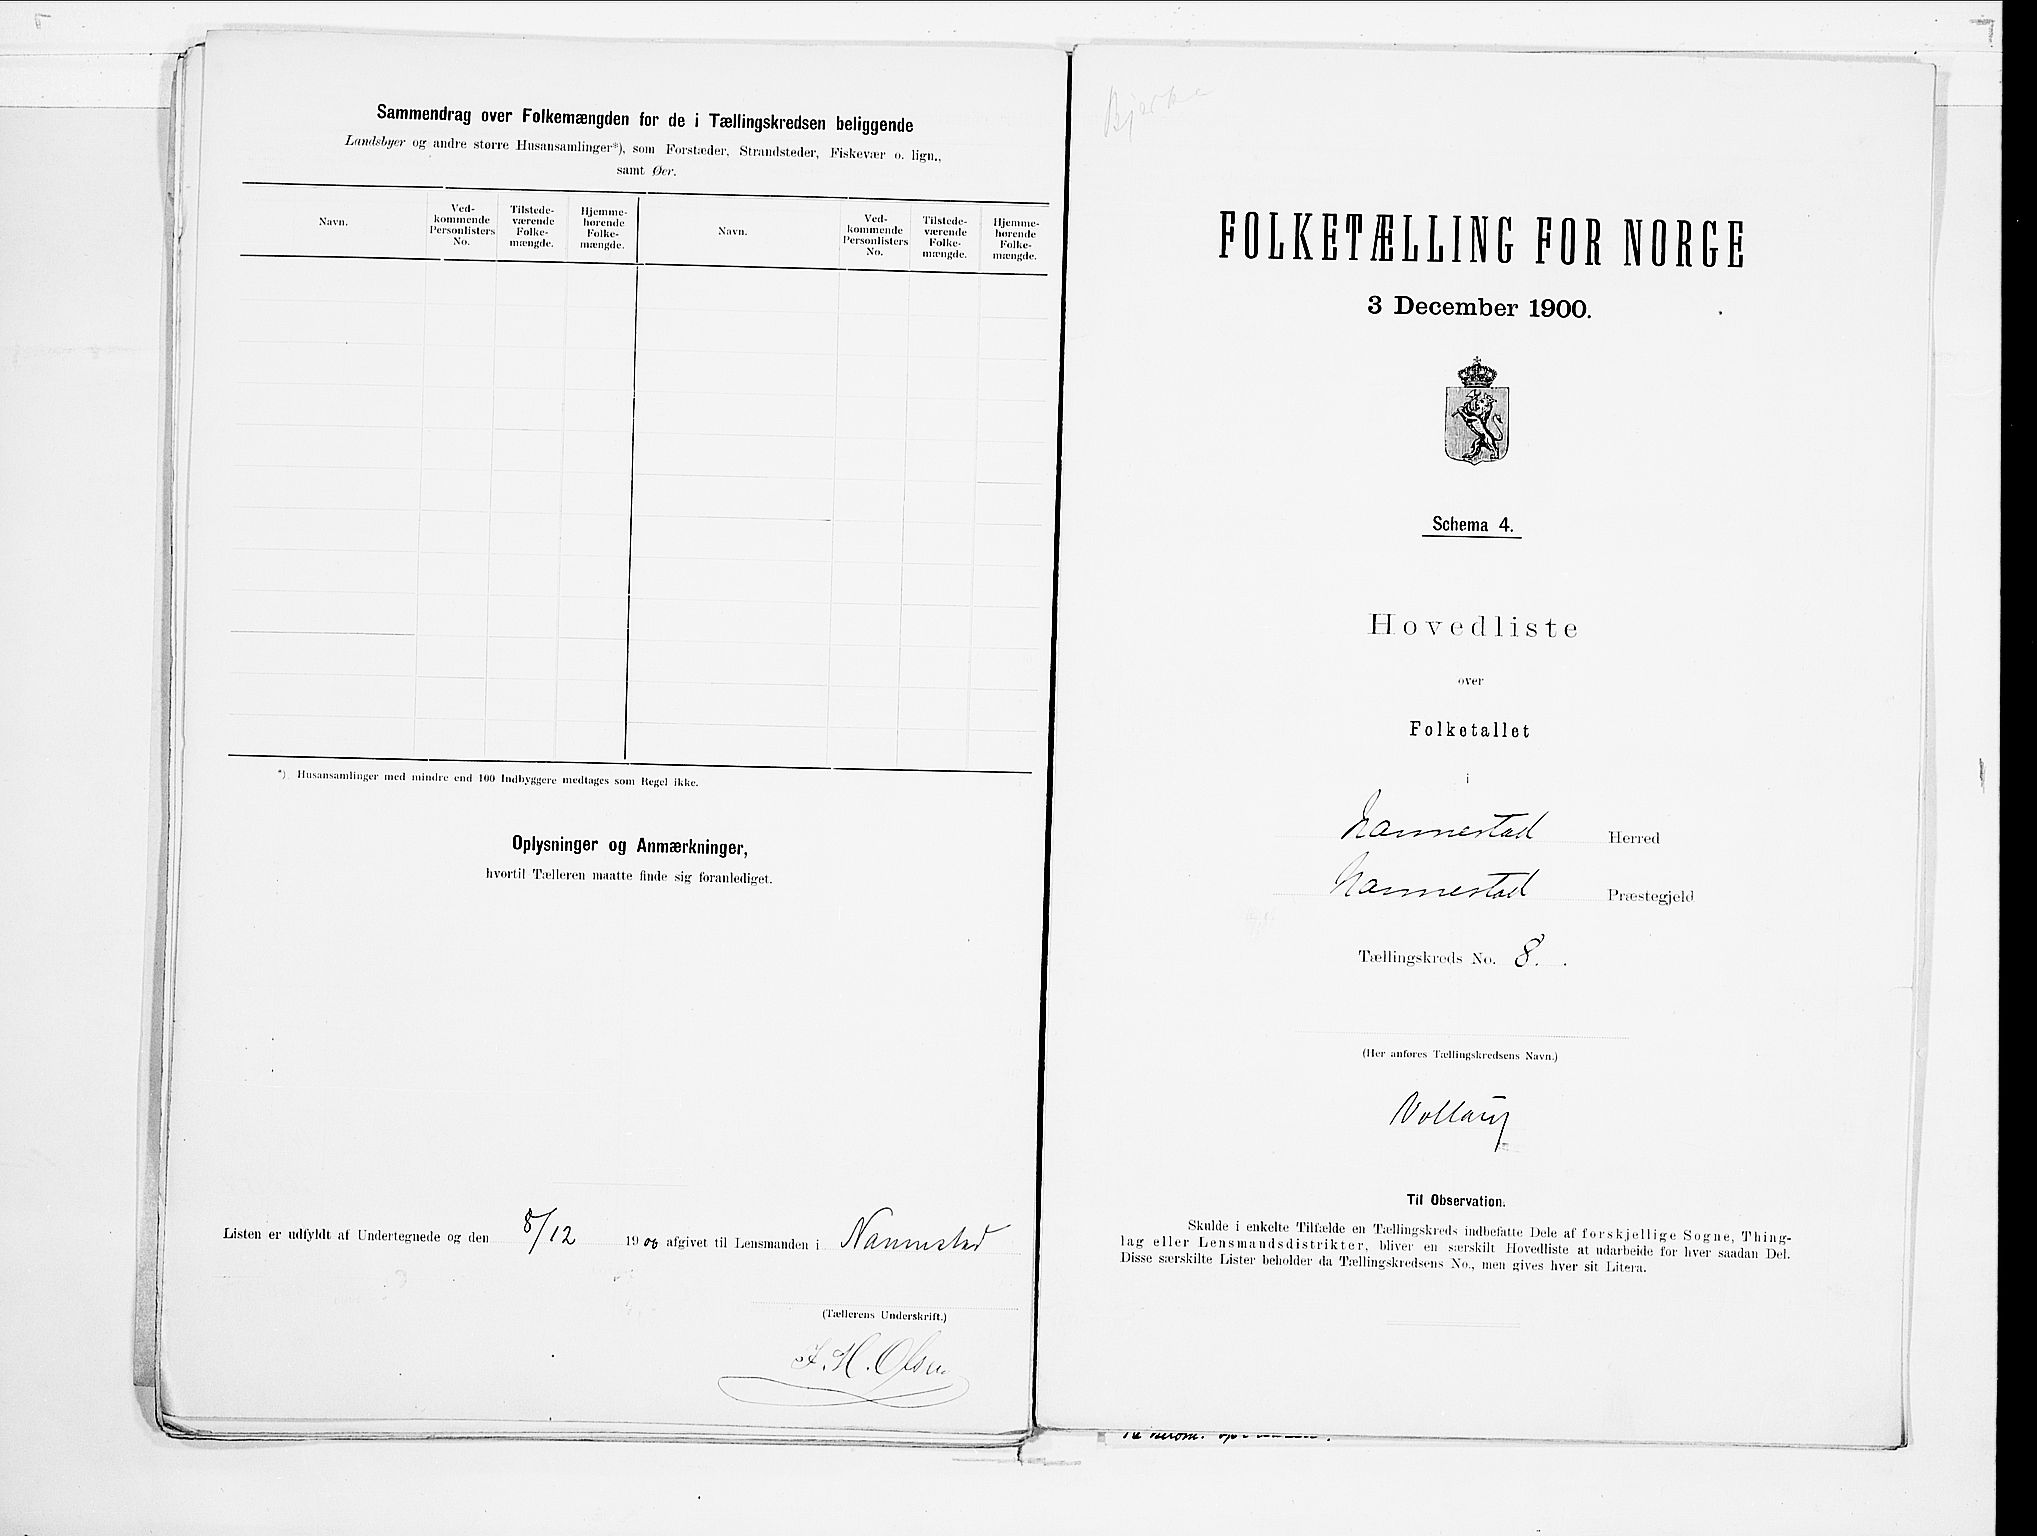 Sammendrag over Folkemængden for de i Tællingskredsen beliggende
Landsbyer og andre større Husansamlinger*), som Forstæder, Strandsteder, Fiskevær o. lign.,
samt Øer.
Navn.
Ved-
kommende
Personlisters
No.
Tilstede-
værende
Folke-
mængde.
Hjemme-
hørende
Folke-
mængde.
Navn.
Ved-
kommende
Personlisters
No.
Tilstede-
værende
Folke-
mængde.
Hjemme-
hørende
Folke-
mængde.
*) Husansamlinger med mindre end 100 Indbyggere medtages som Regel ikke.
Oplysninger og Anmærkninger,
hvortil Tælleren maatte finde sig foranlediget.
Listen er udfyldt af Undertegnede og den 8/12 1900 afgivet til Lensmanden i Nannestad
(Tællerens Underskrift.)
H. Olsen
Bjerke
FOLKETÆLLING FOR NORGE
3 December 1900.
Schema 4.
Hovedliste
over
Folketallet
i
Nannestad Herred
Nannestad Præstegjeld
Tællingskreds No. 8.
(Her anføres Tællingskredsens Navn.)
Vollaug
Til Observation.
Skulde i enkelte Tilfælde en Tællingskreds indbefatte Dele af forskjellige Sogne, Thing-
lag eller Lensmandsdistrikter, bliver en særskilt Hovedliste at udarbeide for hver saadan Del.
Disse særskilte Lister beholder da Tællingskredsens No., men gives hver sit Litera.